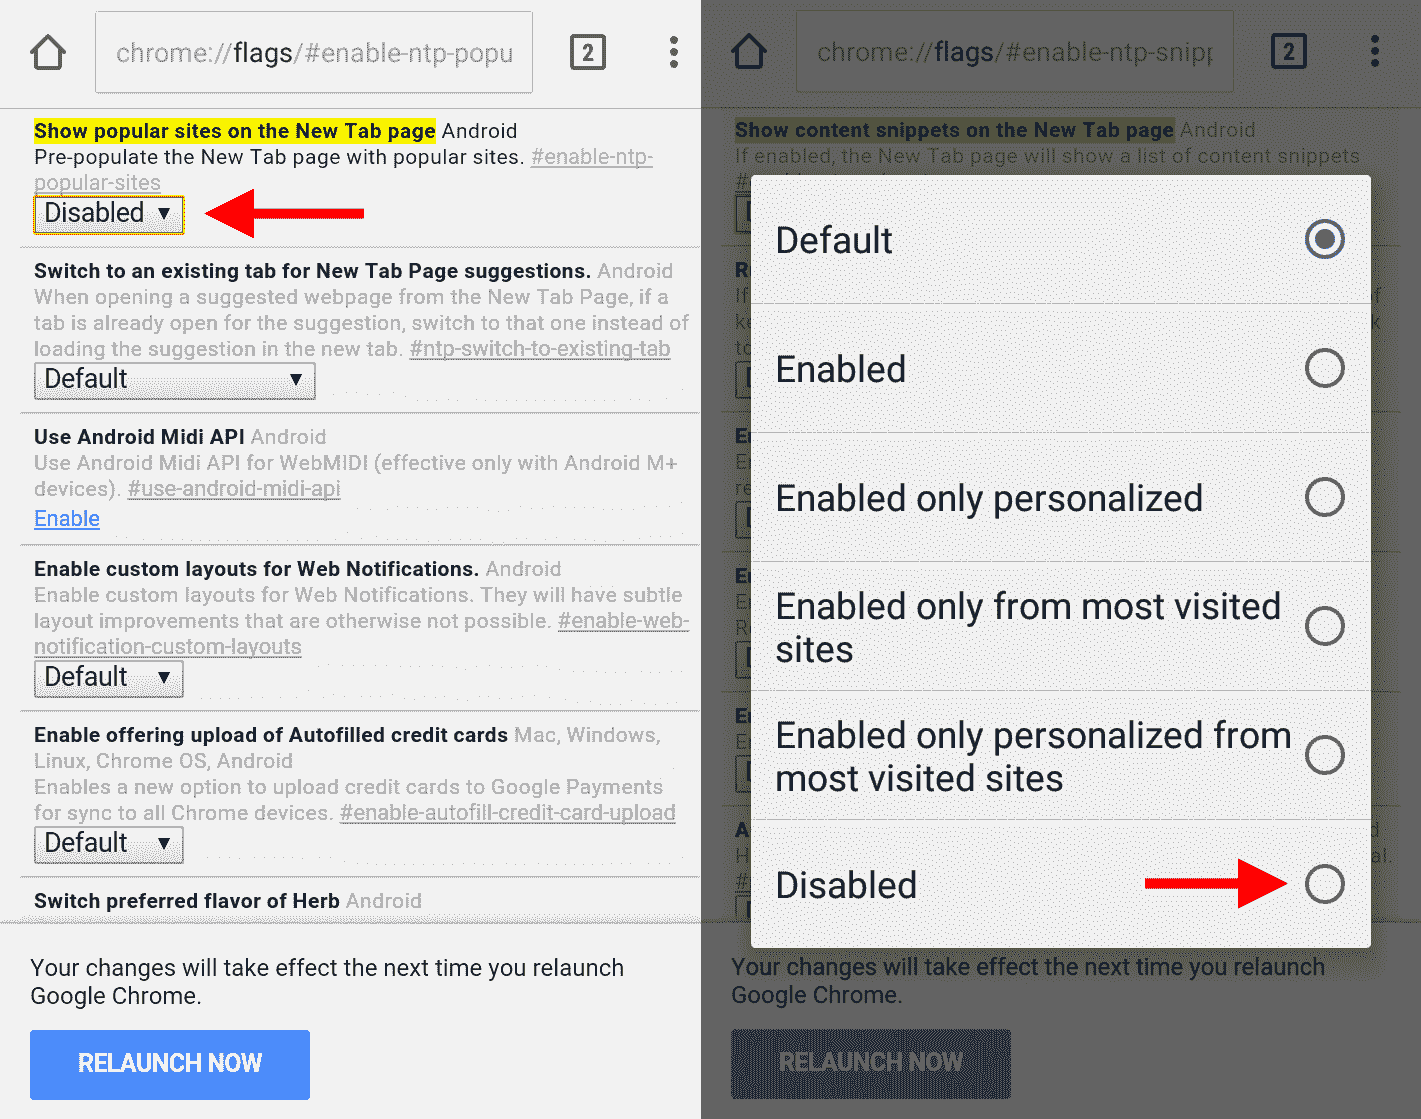 chrome://flags/#enable-ntp-popu
2
Show popular sites on the New Tab page Android
Pre-populate the New Tab page with popular sites. #enable-ntp-
popular-sites
Disabled ▼
Switch to an existing tab for New Tab Page suggestions. Android
When opening a suggested webpage from the New Tab Page, if a
tab is already open for the suggestion, switch to that one instead of
loading the suggestion in the new tab. #ntp-switch-to-existing-tab
Default ▼
Use Android Midi API Android
Use Android Midi API for WebMIDI (effective only with Android M+
devices). #use-android-midi-api
Enable
Enable custom layouts for Web Notifications. Android
Enable custom layouts for Web Notifications. They will have subtle
layout improvements that are otherwise not possible. #enable-web-
notification-custom-layouts
Default ▼
Enable offering upload of Autofilled credit cards Mac, Windows,
Linux, Chrome OS, Android
Enables a new option to upload credit cards to Google Payments
for sync to all Chrome devices. #enable-autofill-credit-card-upload
Default ▼
Switch preferred flavor of Herb Android
Your changes will take effect the next time you relaunch
Google Chrome.
RELAUNCH NOW
chrome://flags/#enable-ntp-snipp
2
Show content snippets on the New Tab page Android
If enabled, the New Tab page will show a list of content snippets
Default
Enabled
Enabled only personalized
Enabled only from most visited
sites
Enabled only personalized from
most visited sites
Disabled
Your changes will take effect the next time you relaunch
Google Chrome.
RELAUNCH NOW